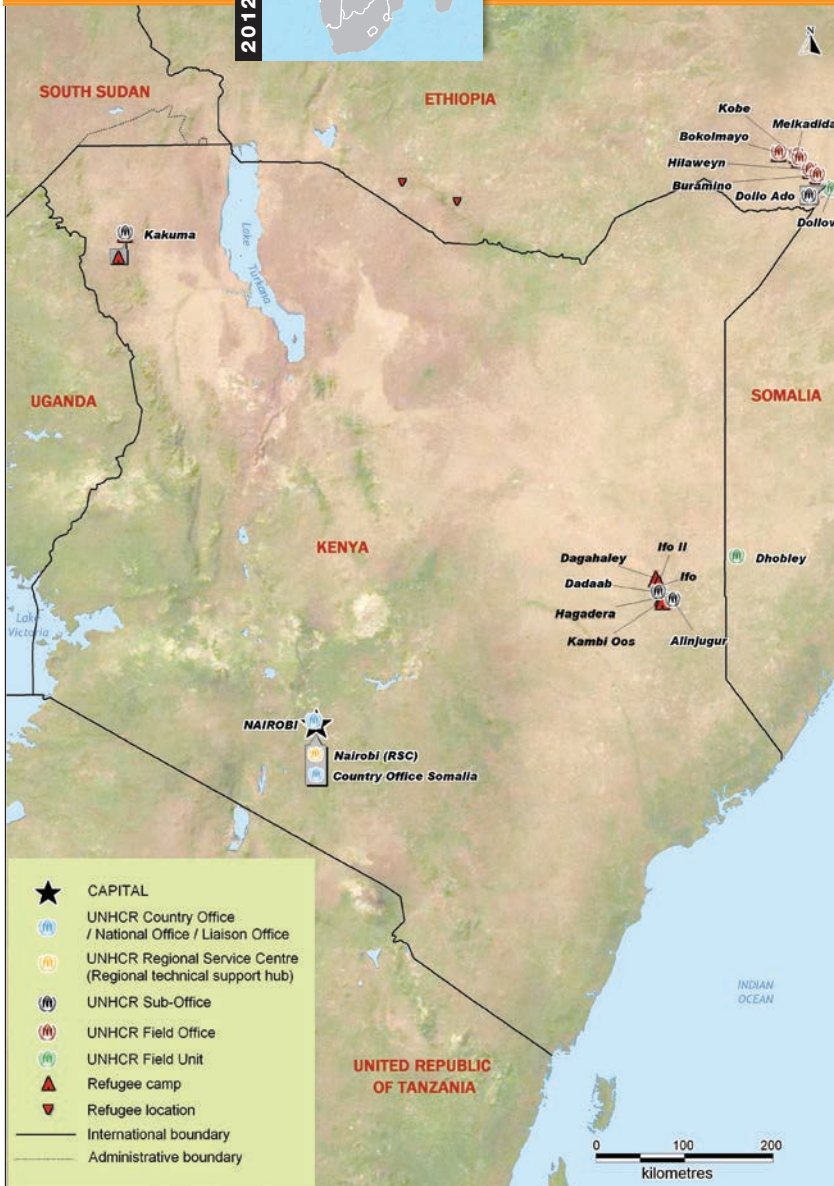 2012
N
SOUTH SUDAN
ETHIOPIA
Kobe
Melkadida
Bokolmayo
Hilaweyn
Buramino
Dollo Ado
Dollow
Kakuma
Lake
Turkana
UGANDA
SOMALIA
KENYA
Ifo II
Dagahaley
Dhobley
Dadaab
Ifo
Hagadera
Kambi Oos
Alinjugur
Lake
Victoria
NAIROBI
Nairobi (RSC)
Country Office Somalia
CAPITAL
UNHCR Country Office
/ National Office / Liaison Office
UNHCR Regional Service Centre
(Regional technical support hub)
UNHCR Sub-Office
UNHCR Field Office
UNHCR Field Unit
Refugee camp
Refugee location
International boundary
Administrative boundary
INDIAN
OCEAN
UNITED REPUBLIC
OF TANZANIA
0 100 200
kilometres